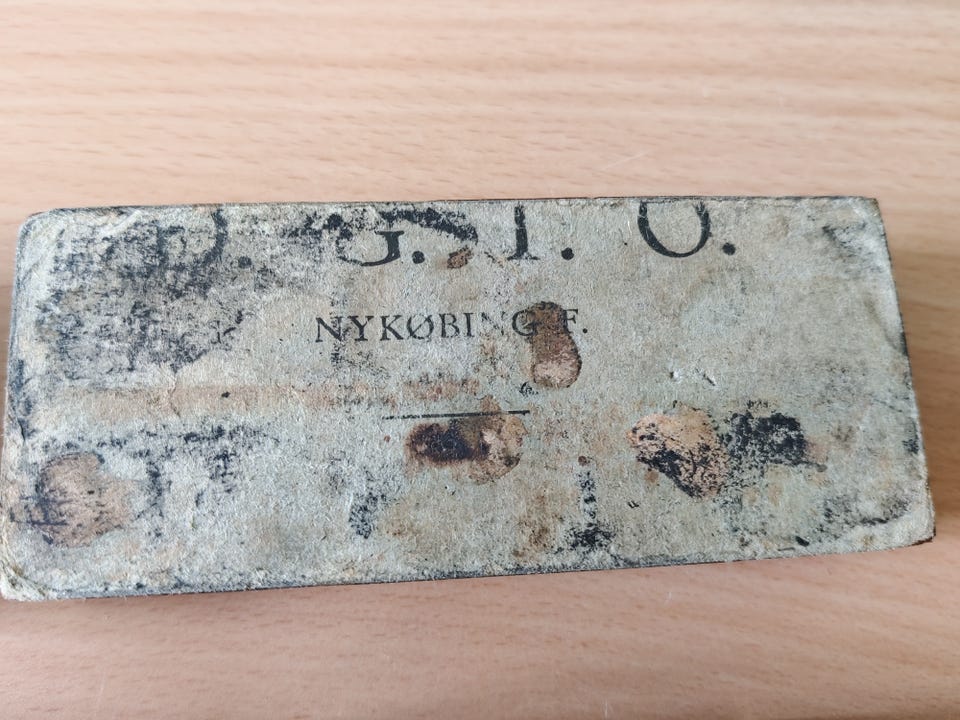 D. G. I. O.
NYKØBING F.